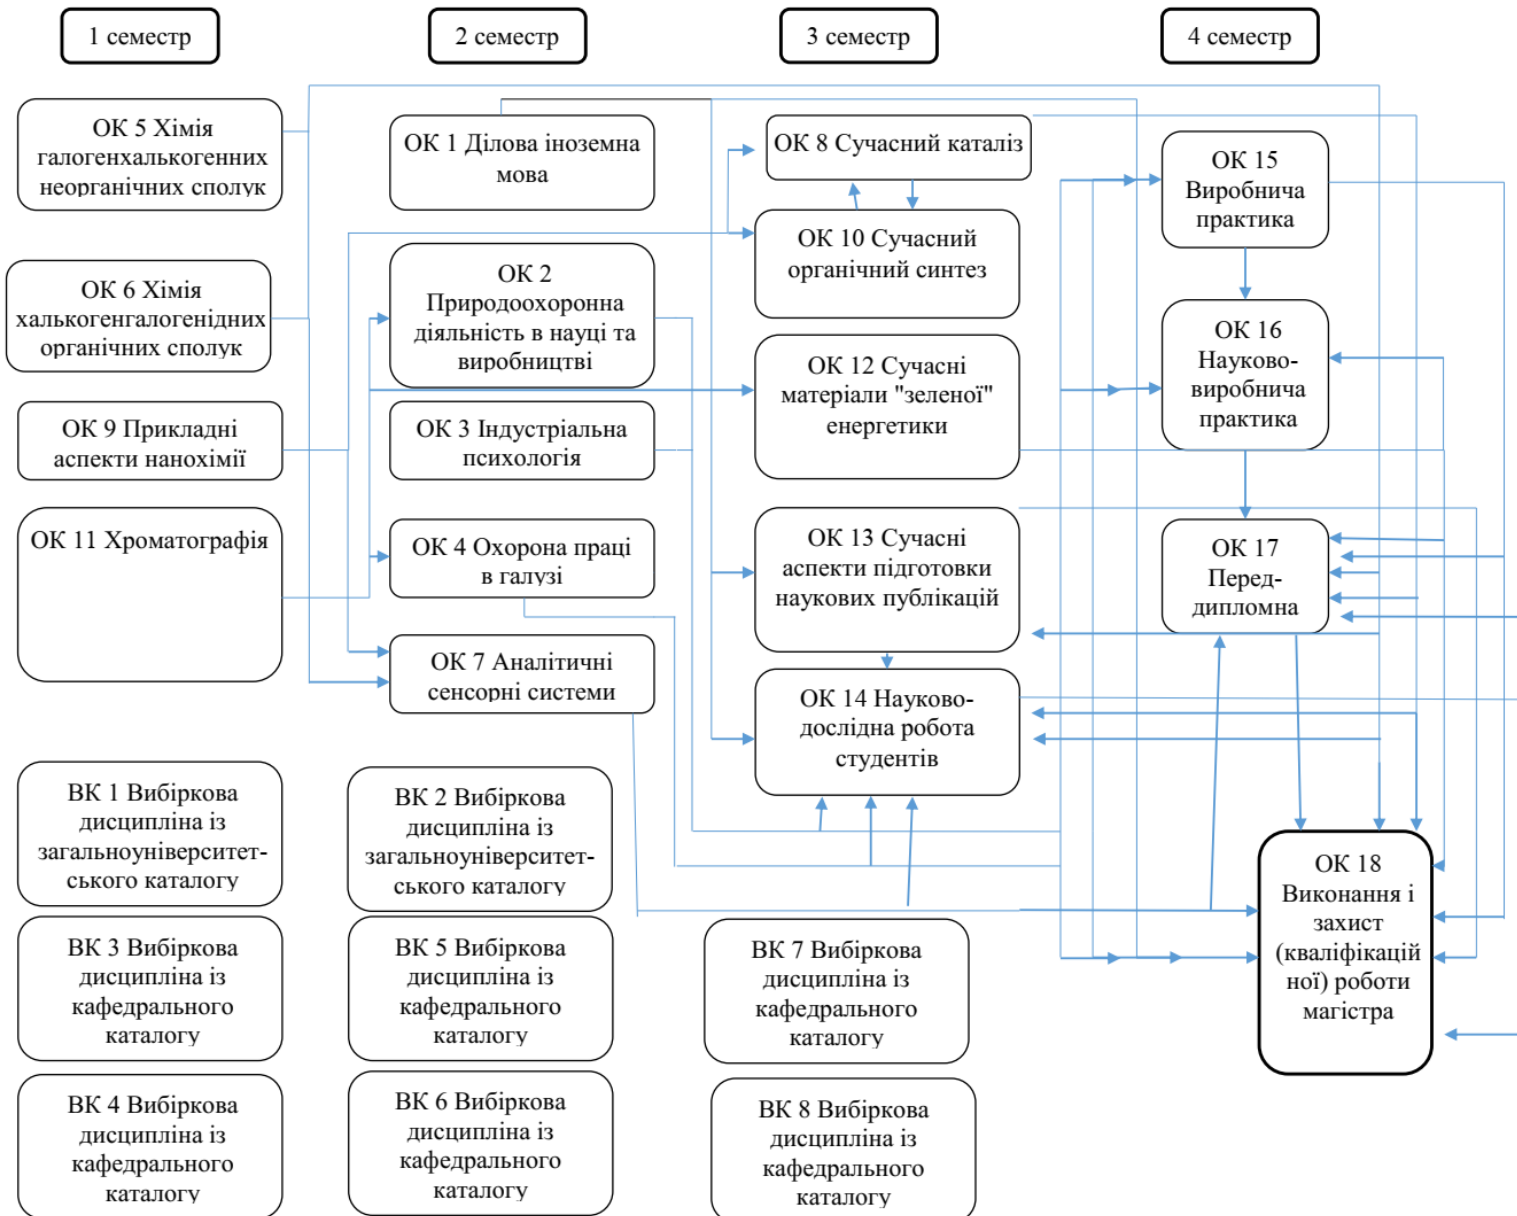 1 семестр
2 семестр
3 семестр
4 семестр
ОК 5 Хімія
галогенхалькогенних
неорганічних сполук
ОК 6 Хімія
халькогенгалогенідних
органічних сполук
ОК 9 Прикладні
аспекти нанохімії
ОК 11 Хроматографія
ВК 1 Вибіркова
дисципліна із
загальноуніверситет-
ського каталогу
ВК 3 Вибіркова
дисципліна із
кафедрального
каталогу
ВК 4 Вибіркова
дисципліна із
кафедрального
каталогу
ОК 1 Ділова іноземна
мова
ОК 2
Природоохоронна
діяльність в науці та
виробництві
ОК 3 Індустріальна
психологія
ОК 4 Охорона праці
в галузі
ОК 7 Аналітичні
сенсорні системи
ВК 2 Вибіркова
дисципліна із
загальноуніверситет-
ського каталогу
ВК 5 Вибіркова
дисципліна із
кафедрального
каталогу
ВК 6 Вибіркова
дисципліна із
кафедрального
каталогу
ОК 8 Сучасний каталіз
ОК 10 Сучасний
органічний синтез
ОК 12 Сучасні
матеріали "зеленої"
енергетики
ОК 13 Сучасні
аспекти підготовки
наукових публікацій
ОК 14 Науково-
дослідна робота
студентів
ВК 7 Вибіркова
дисципліна із
кафедрального
каталогу
ВК 8 Вибіркова
дисципліна із
кафедрального
каталогу
ОК 15
Виробнича
практика
ОК 16
Науково-
виробнича
практика
ОК 17
Перед-
дипломна
ОК 18
Виконання і
захист
(кваліфікацій
ної) роботи
магістра